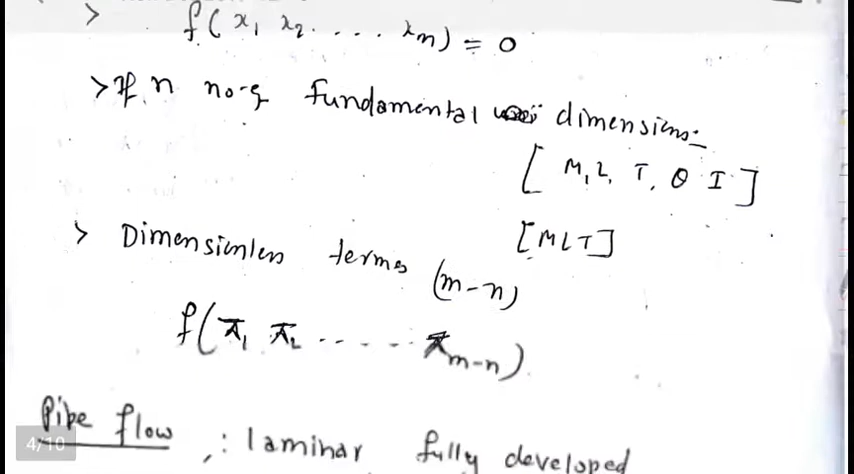 > f( x₁ x₂ . . . . xm) = 0
> If n no. of fundamental dimensions:
[ M, L, T, θ I ]
[MLT]
> Dimensionless terms (m-n)
f(π₁ π₂ . . . . . . πm-n)
Pipe flow : laminar fully developed
4/10